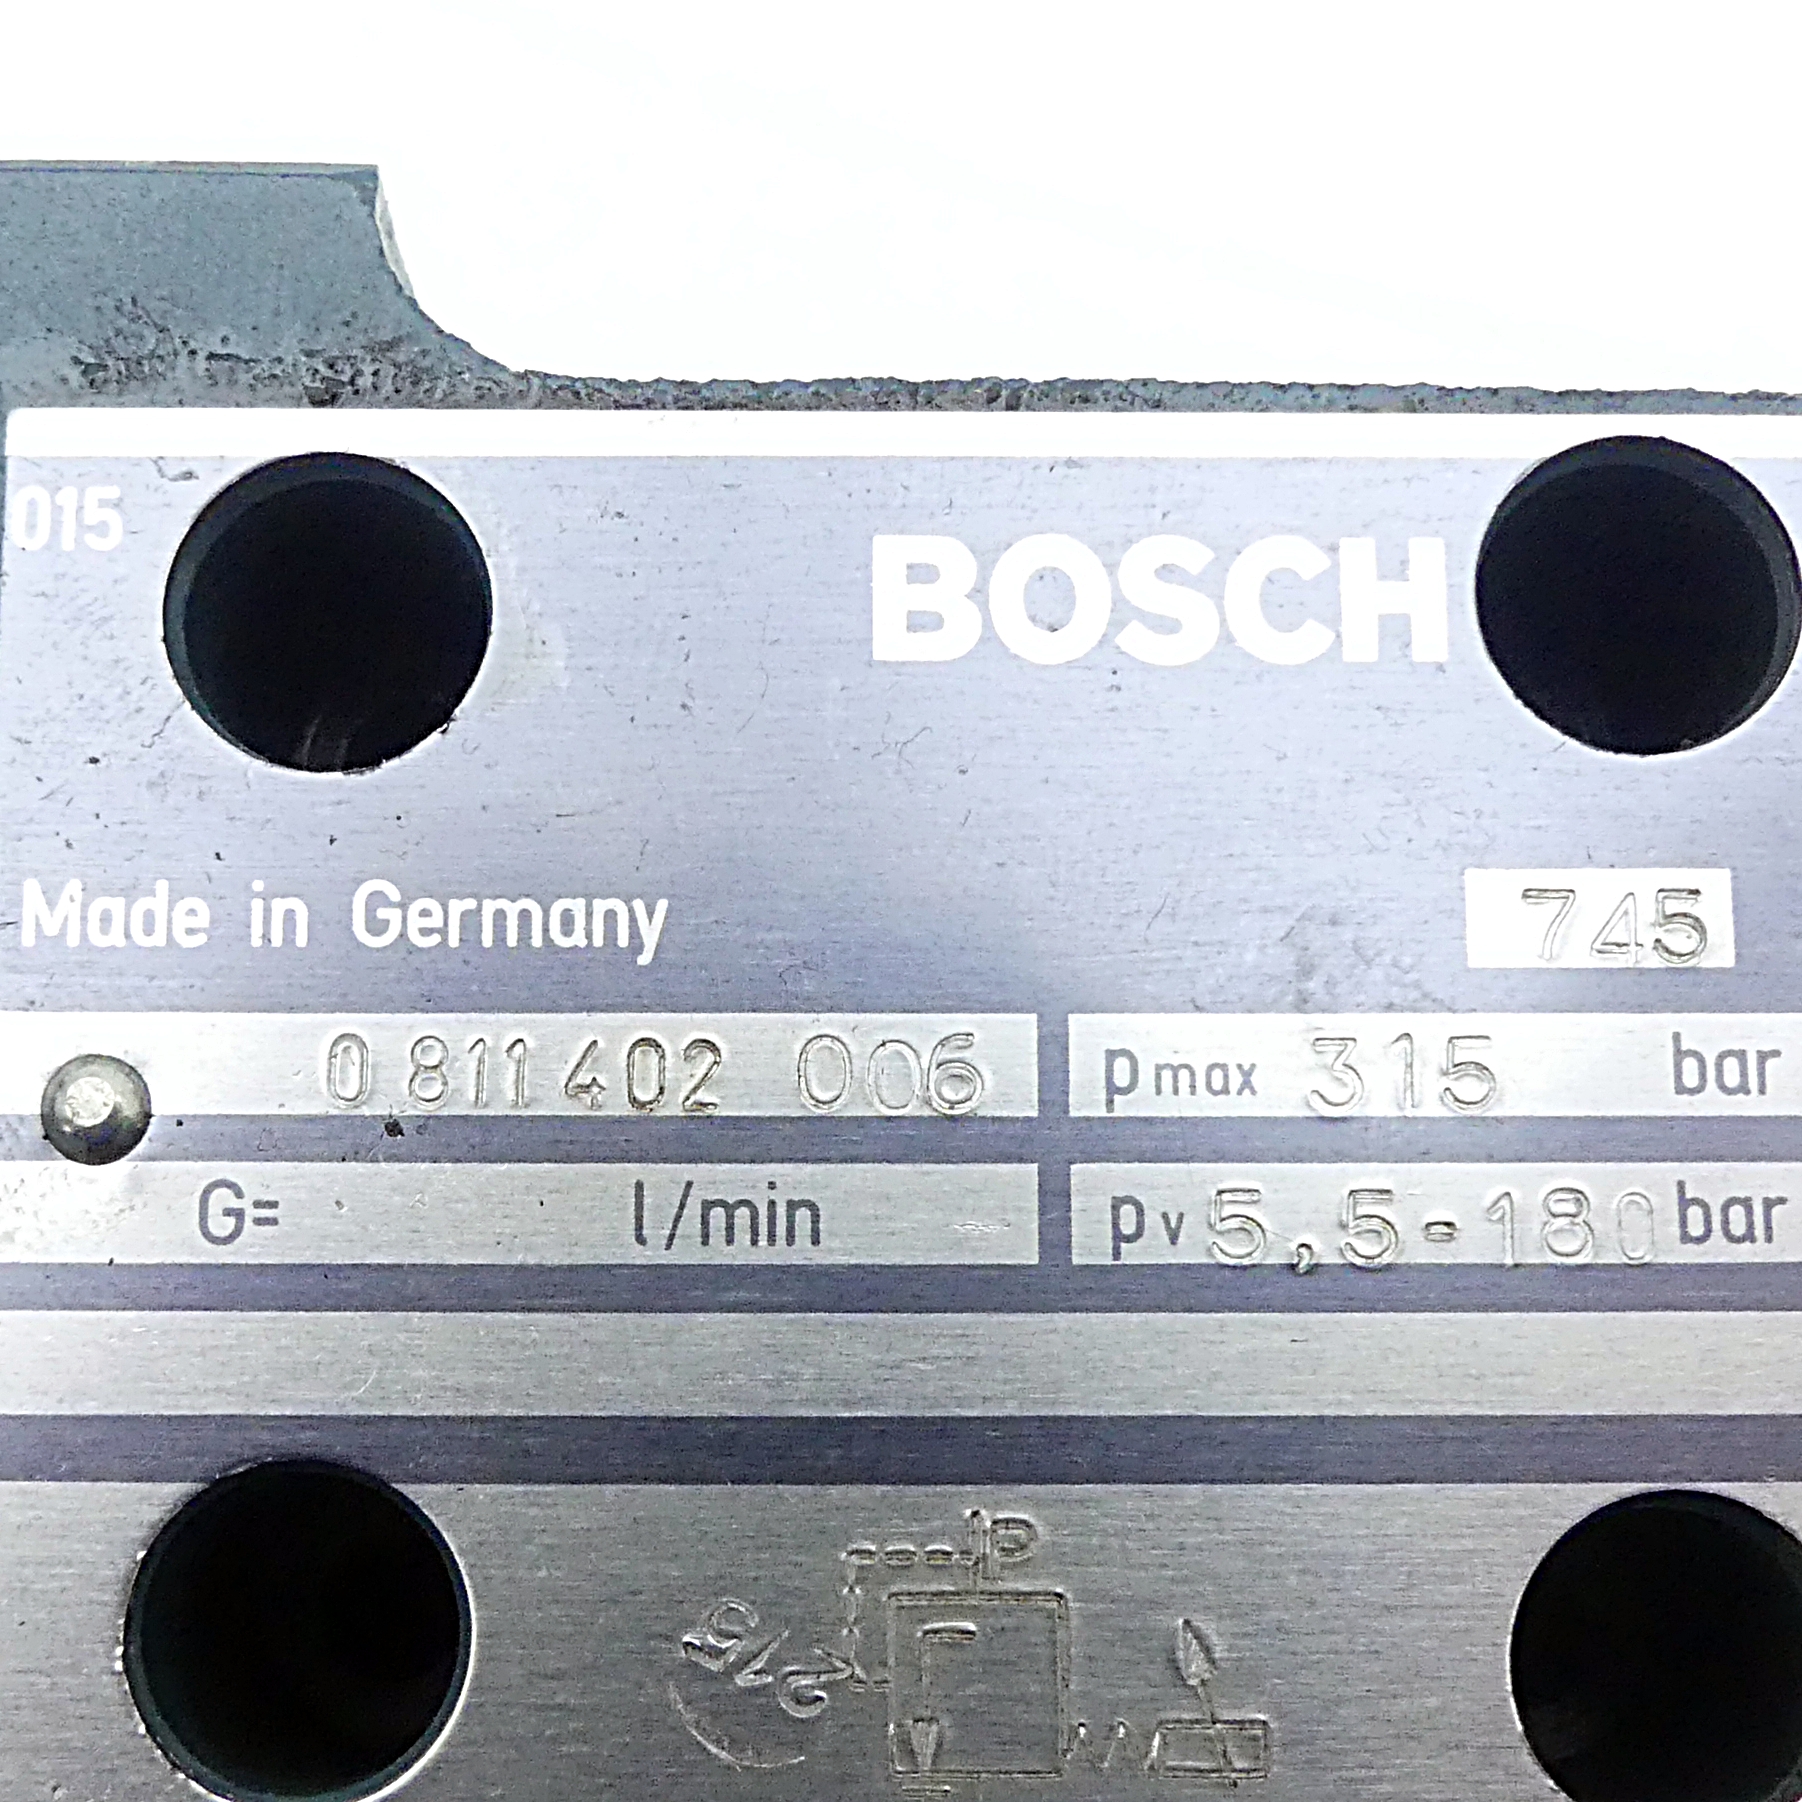 015
BOSCH
Made in Germany
745
0 811 402 006
pmax 315 bar
G= l/min
pv 5,5-180 bar
P
215